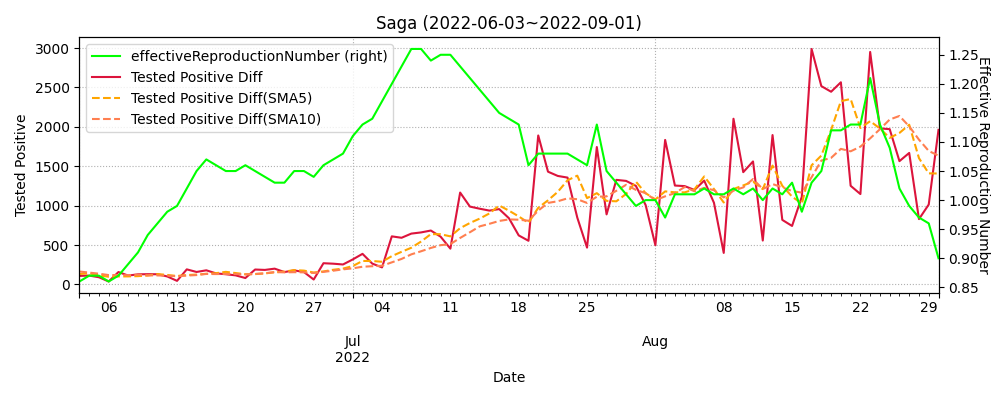 Saga (2022-06-03~2022-09-01)
effectiveReproductionNumber (right)
Tested Positive Diff
Tested Positive Diff(SMA5)
Tested Positive Diff(SMA10)
Tested Positive
3000
2500
2000
1500
1000
500
0
1.25
1.20
1.15
1.10
1.05
1.00
0.95
0.90
0.85
Effective Reproduction Number
06 13 20 27 04 11 18 25 08 15 22 29
Jul Aug
2022
Date